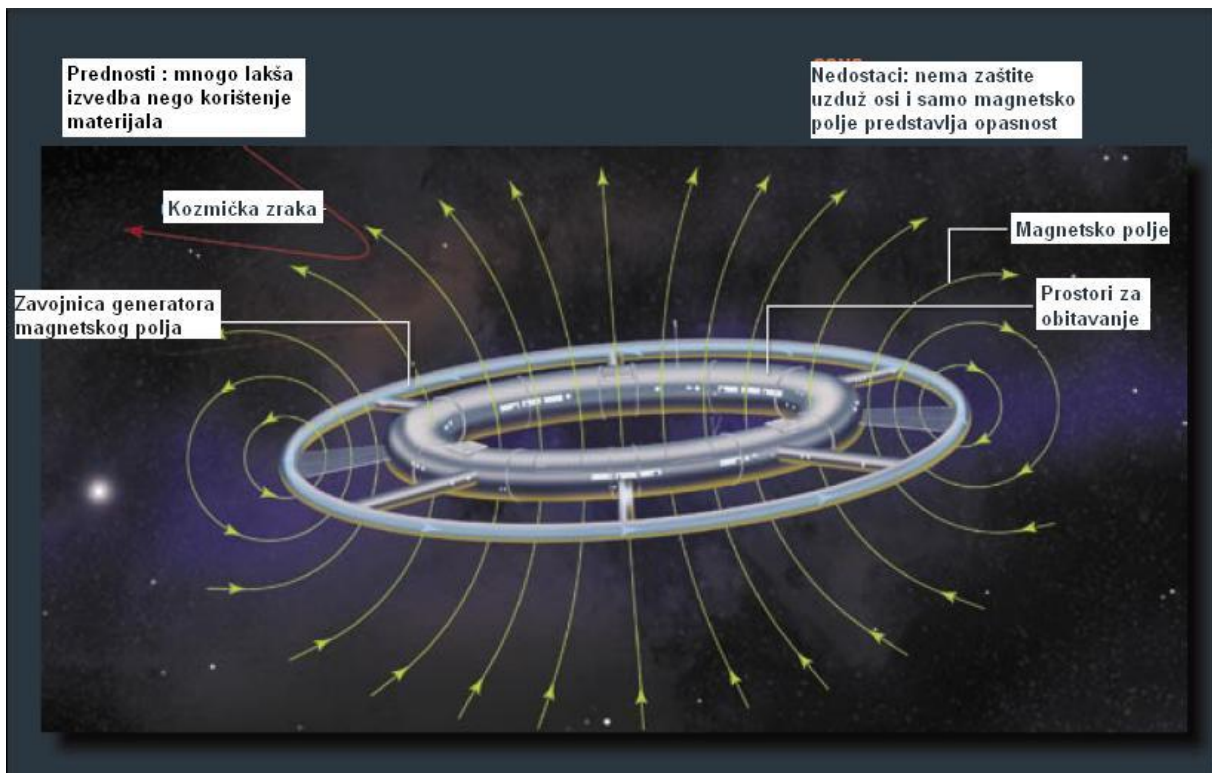 Prednosti : mnogo lakša
izvedba nego korištenje
materijala
Nedostaci: nema zaštite
uzduž osi i samo magnetsko
polje predstavlja opasnost
Kozmička zraka
Magnetsko polje
Zavojnica generatora
magnetskog polja
Prostori za
obitavanje